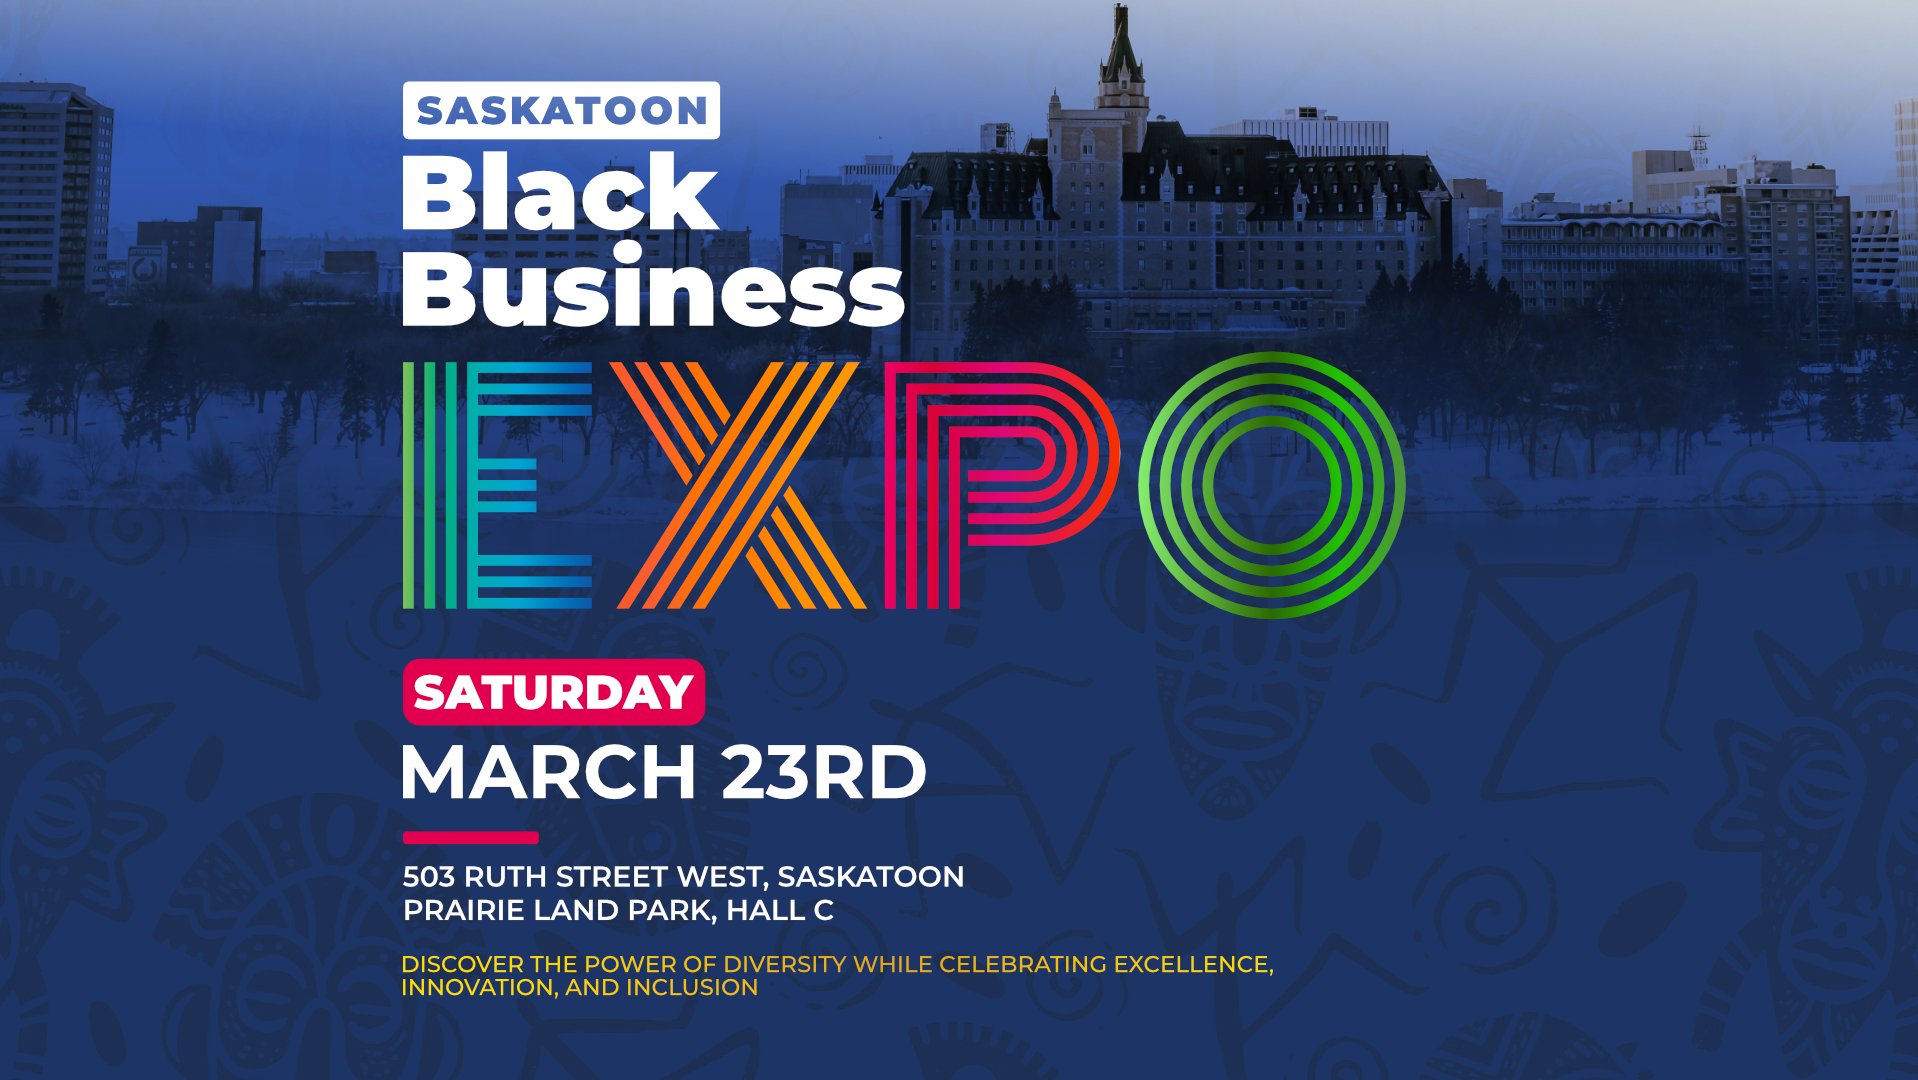 SASKATOON
Black
Business
EXPO
SATURDAY
MARCH 23RD
503 RUTH STREET WEST, SASKATOON
PRAIRIE LAND PARK, HALL C
DISCOVER THE POWER OF DIVERSITY WHILE CELEBRATING EXCELLENCE,
INNOVATION, AND INCLUSION